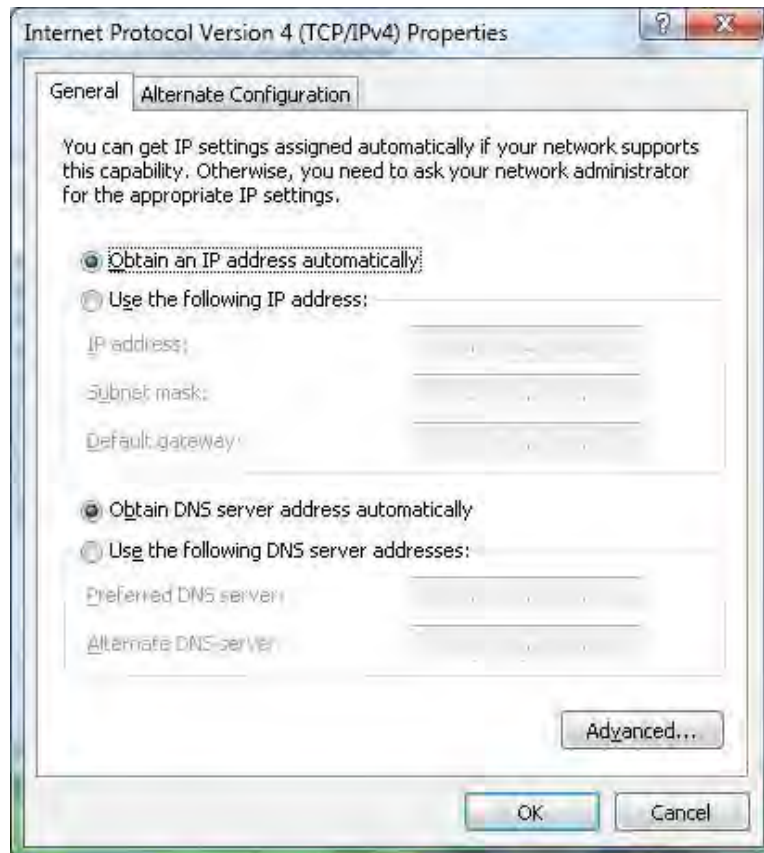 Internet Protocol Version 4 (TCP/IPv4) Properties
General
Alternate Configuration
You can get IP settings assigned automatically if your network supports
this capability. Otherwise, you need to ask your network administrator
for the appropriate IP settings.
Obtain an IP address automatically
Use the following IP address:
IP address:
Subnet mask:
Default gateway:
Obtain DNS server address automatically
Use the following DNS server addresses:
Preferred DNS server:
Alternate DNS server:
Advanced...
OK
Cancel